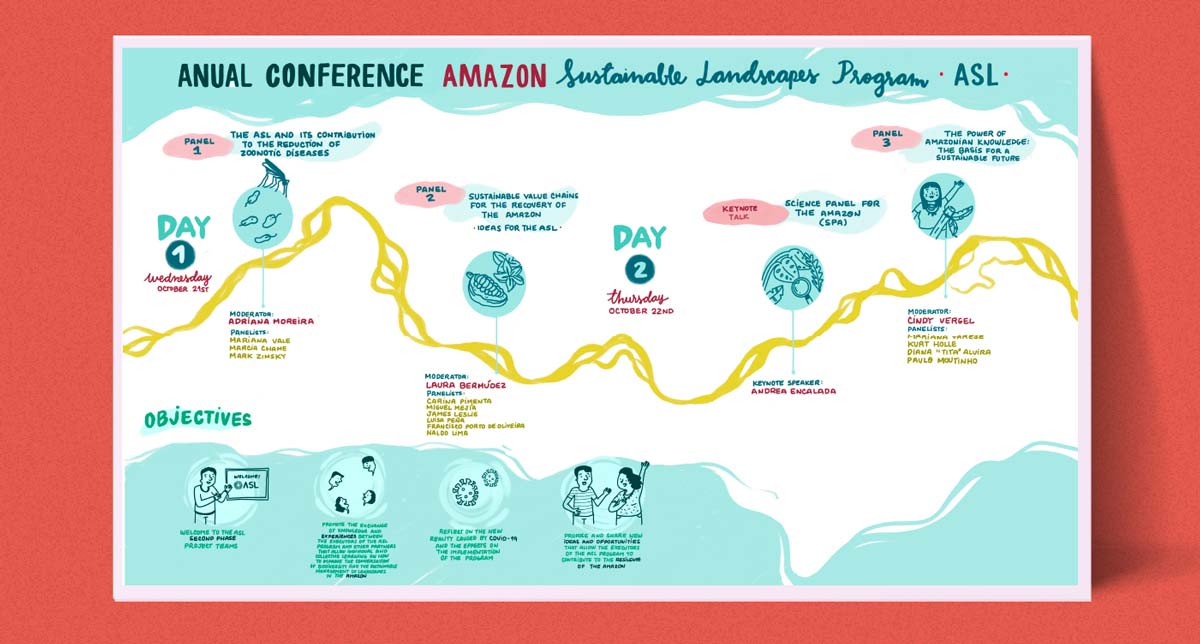 ANUAL CONFERENCE AMAZON Sustainable Landscapes Program · ASL ·
PANEL
1
THE ASL AND ITS CONTRIBUTION
TO THE REDUCTION OF
ZOONOTIC DISEASES
DAY
1
wednesday
OCTOBER 21ST
MODERATOR:
ADRIANA MOREIRA
PANELISTS:
MARIANA VALE
MARCIA CHAME
MARK ZIMSKY
PANEL
2
SUSTAINABLE VALUE CHAINS
FOR THE RECOVERY OF
THE AMAZON
· IDEAS FOR THE ASL ·
MODERATOR:
LAURA BERMÚDEZ
PANELISTS:
CARINA PIMENTA
MIGUEL MEJÍA
JAMES LESLIE
LUISA PEÑA
FRANCISCO PORTO DE OLIVEIRA
NALDO LIMA
DAY
2
thursday
OCTOBER 22ND
KEYNOTE
TALK
SCIENCE PANEL FOR
THE AMAZON
(SPA)
KEYNOTE SPEAKER:
ANDREA ENCALADA
PANEL
3
THE POWER OF
AMAZONIAN KNOWLEDGE:
THE BASIS FOR A
SUSTAINABLE FUTURE
MODERATOR:
CINDY VERGEL
PANELISTS:
MARIANA VARESE
KURT HOLLE
DIANA "TITA" ALVIRA
PAULO MOUTINHO
OBJECTIVES
WELCOME!
ASL
WELCOME TO THE ASL
SECOND PHASE
PROJECT TEAMS
PROMOTE THE EXCHANGE
OF KNOWLEDGE AND
EXPERIENCES BETWEEN
THE EXECUTORS OF THE ASL
PROGRAM AND OTHER PARTNERS
THAT ALLOW INDIVIDUAL AND
COLLECTIVE LEARNING ON HOW
TO PROMOTE THE CONSERVATION
OF BIODIVERSITY AND THE SUSTAINABLE
MANAGEMENT OF LANDSCAPES
IN THE AMAZON
REFLECT ON THE NEW
REALITY CAUSED BY COVID-19
AND THE EFFECTS ON
THE IMPLEMENTATION
OF THE PROGRAM
PROMOTE AND SHARE NEW
IDEAS AND OPPORTUNITIES
THAT ALLOW THE EXECUTORS
OF THE ASL PROGRAM TO
CONTRIBUTE TO THE RESILIENCE
OF THE AMAZON